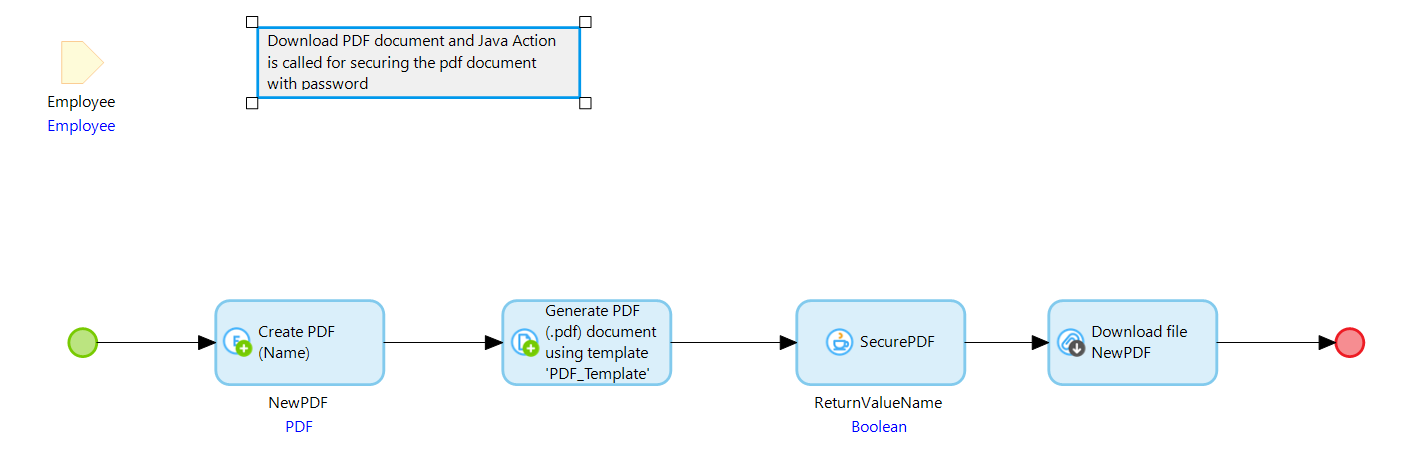 Download PDF document and Java Action
is called for securing the pdf document
with password
Employee
Employee
Create PDF
(Name)
NewPDF
PDF
Generate PDF
(.pdf) document
using template
'PDF_Template'
SecurePDF
ReturnValueName
Boolean
Download file
NewPDF